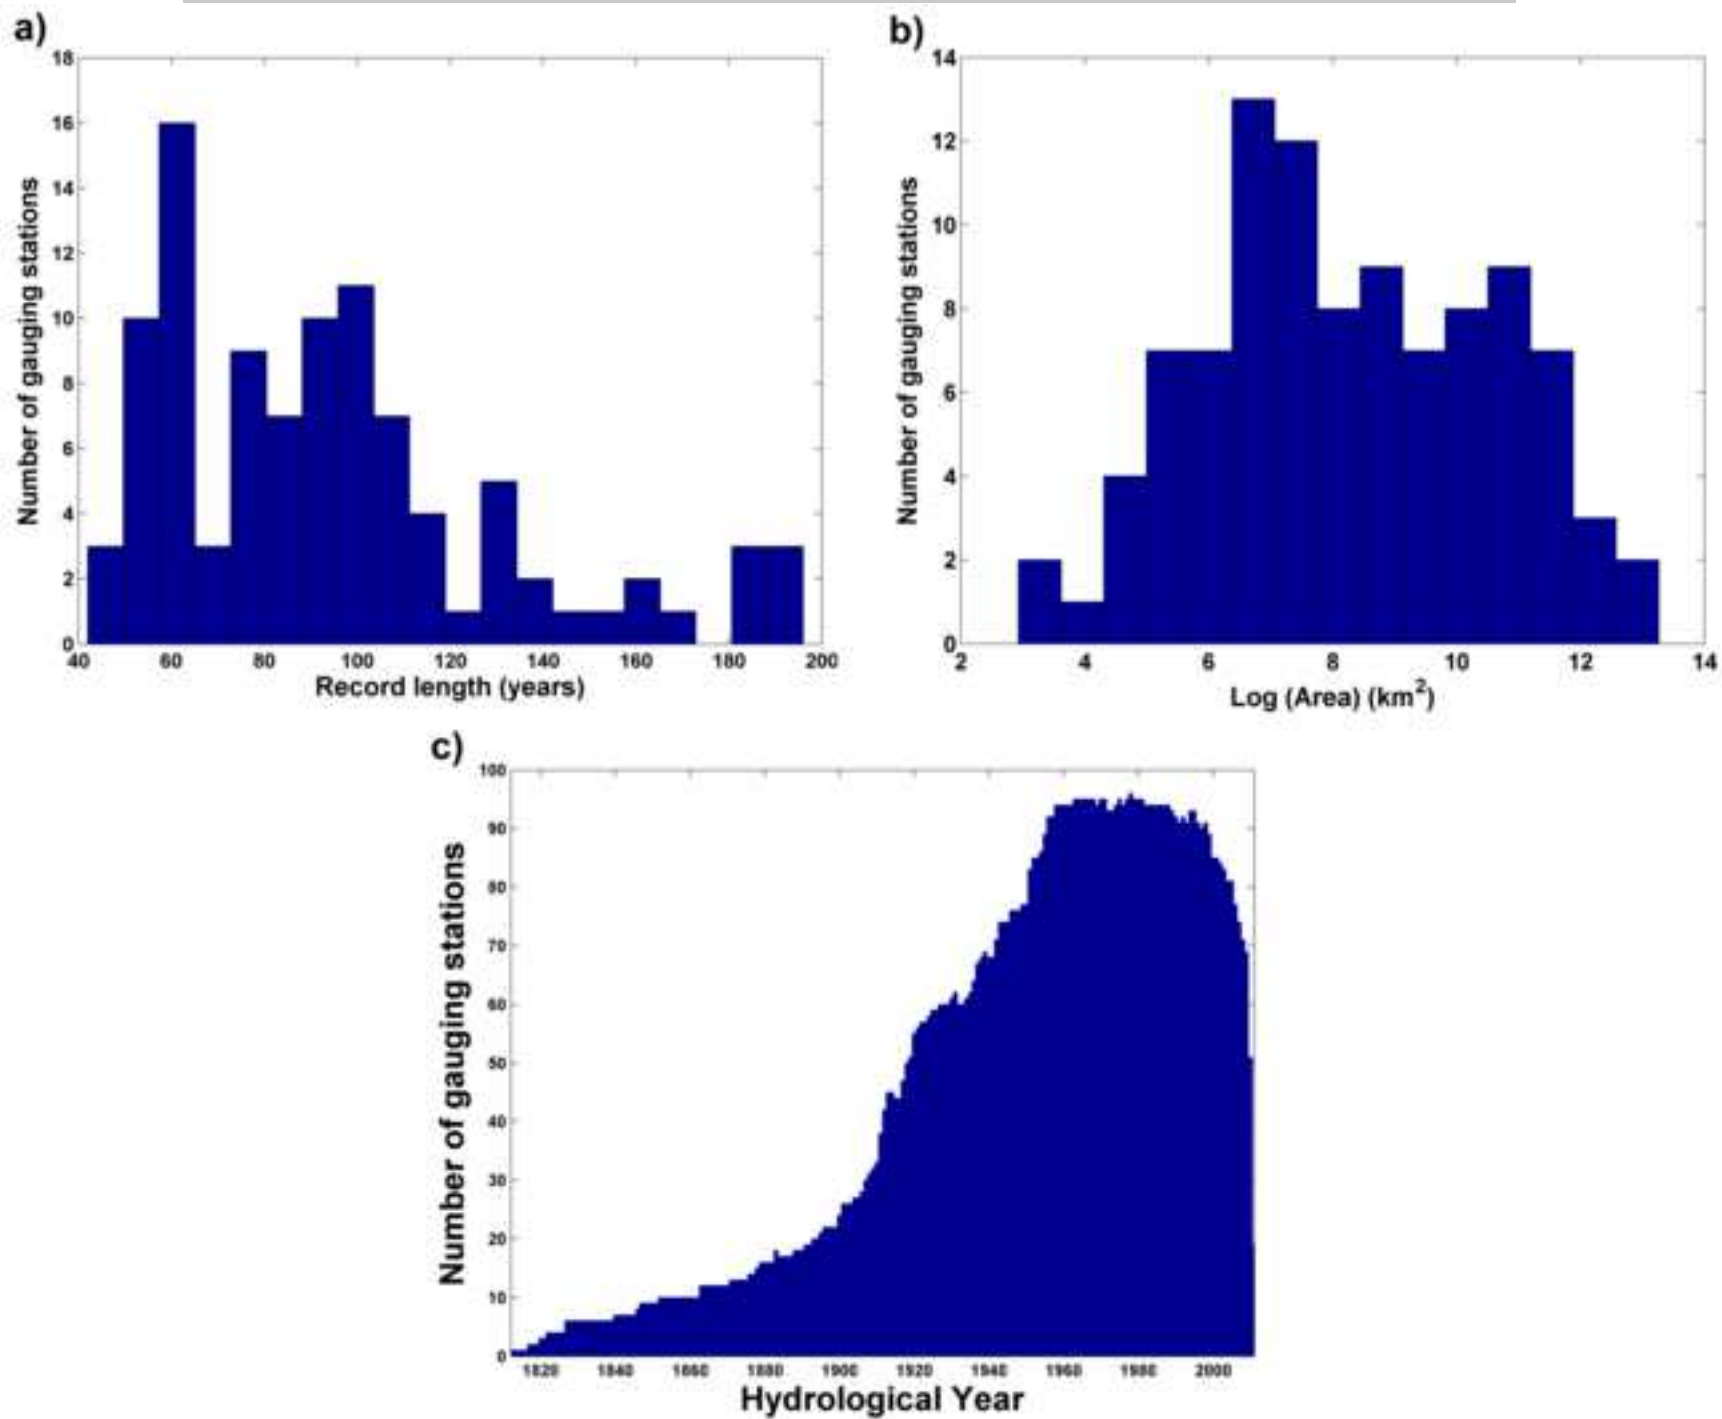 a)
18
16
14
12
10
8
6
4
2
0
40 60 80 100 120 140 160 180 200
Number of gauging stations
Record length (years)
b)
14
12
10
8
6
4
2
0
2 4 6 8 10 12 14
Number of gauging stations
Log (Area) (km²)
c)
100
90
80
70
60
50
40
30
20
10
0
1820 1840 1860 1880 1900 1920 1940 1960 1980 2000
Number of gauging stations
Hydrological Year